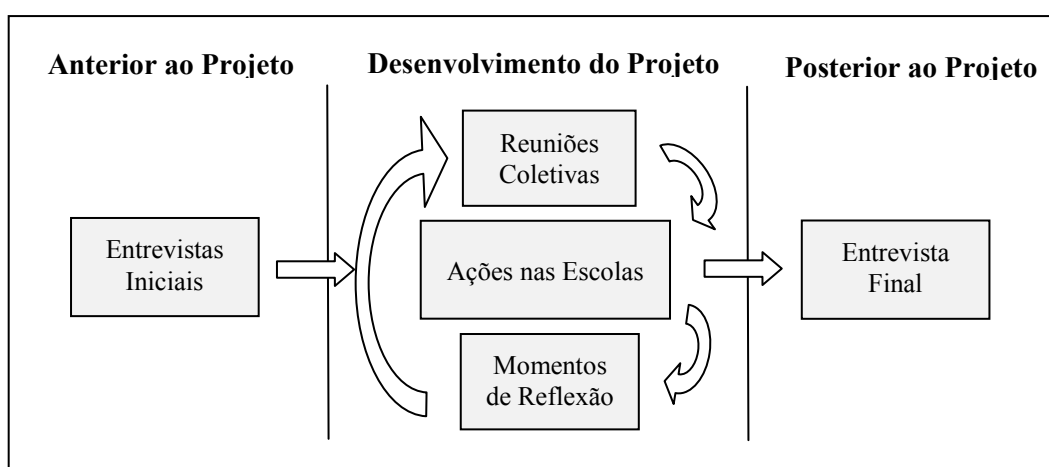 Anterior ao Projeto
Desenvolvimento do Projeto
Posterior ao Projeto
Entrevistas
Iniciais
Reuniões
Coletivas
Ações nas Escolas
Momentos
de Reflexão
Entrevista
Final